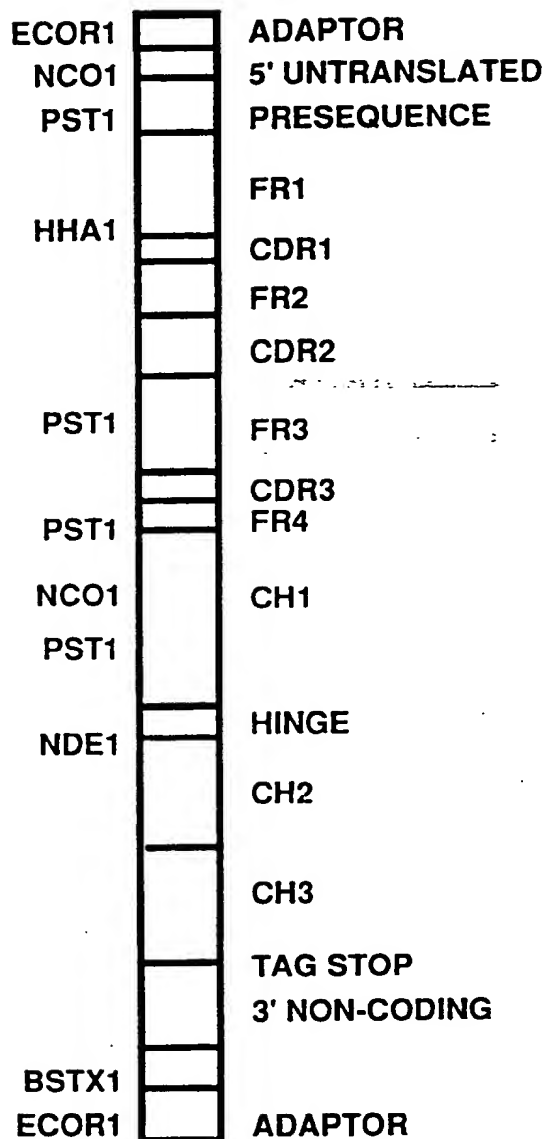 ECOR1 ADAPTOR
NCO1 5' UNTRANSLATED
PST1 PRESEQUENCE
FR1
HHA1
CDR1
FR2
CDR2
PST1 FR3
CDR3
PST1 FR4
NCO1 CH1
PST1
HINGE
NDE1
CH2
CH3
TAG STOP
3' NON-CODING
BSTX1
ECOR1 ADAPTOR